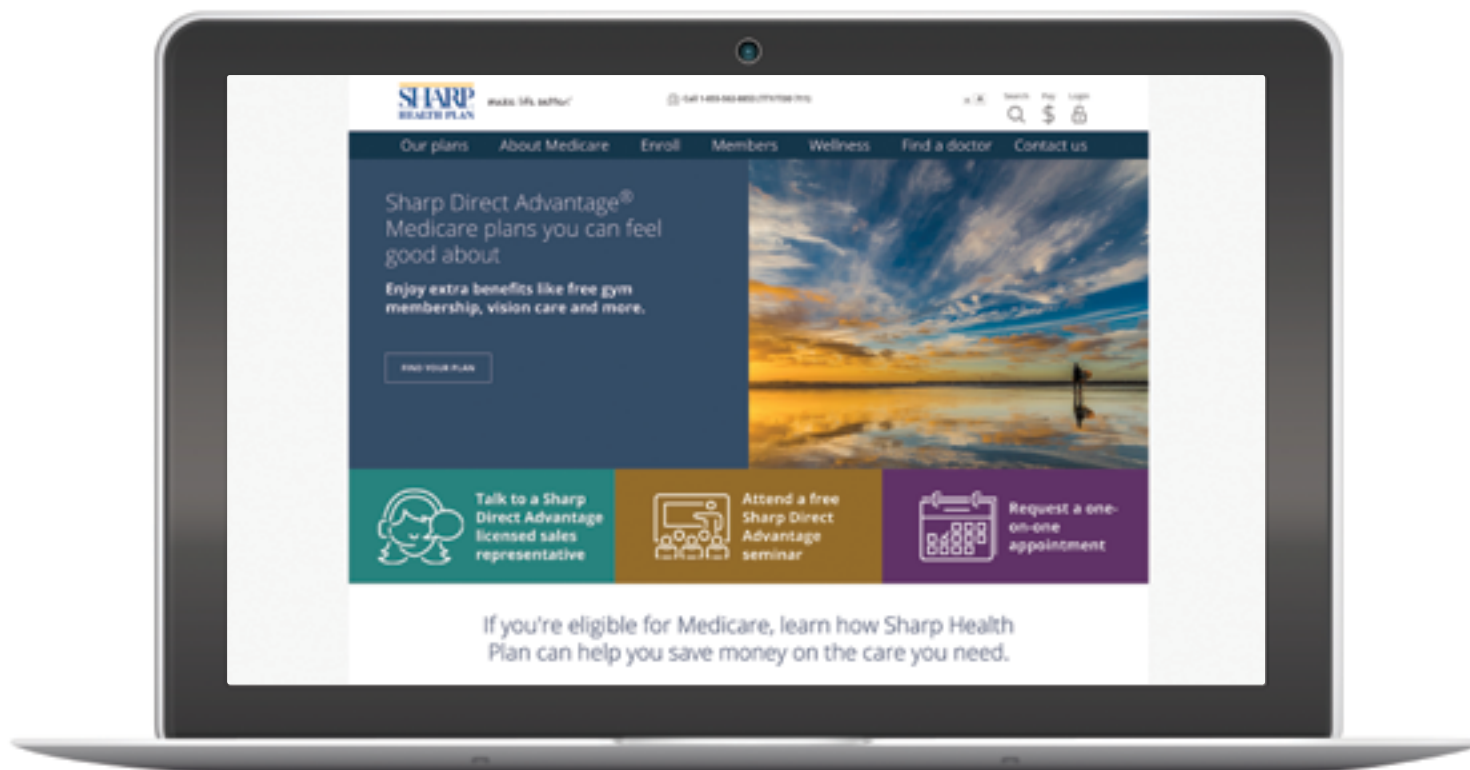 SHARP
HEALTH PLAN
Search Pay Login
Our plans About Medicare Enroll Members Wellness Find a doctor Contact us
Sharp Direct Advantage®
Medicare plans you can feel
good about
Enjoy extra benefits like free gym
membership, vision care and more.
FIND YOUR PLAN
Talk to a Sharp
Direct Advantage
licensed sales
representative
Attend a free
Sharp Direct
Advantage
seminar
Request a one-
on-one
appointment
If you're eligible for Medicare, learn how Sharp Health
Plan can help you save money on the care you need.